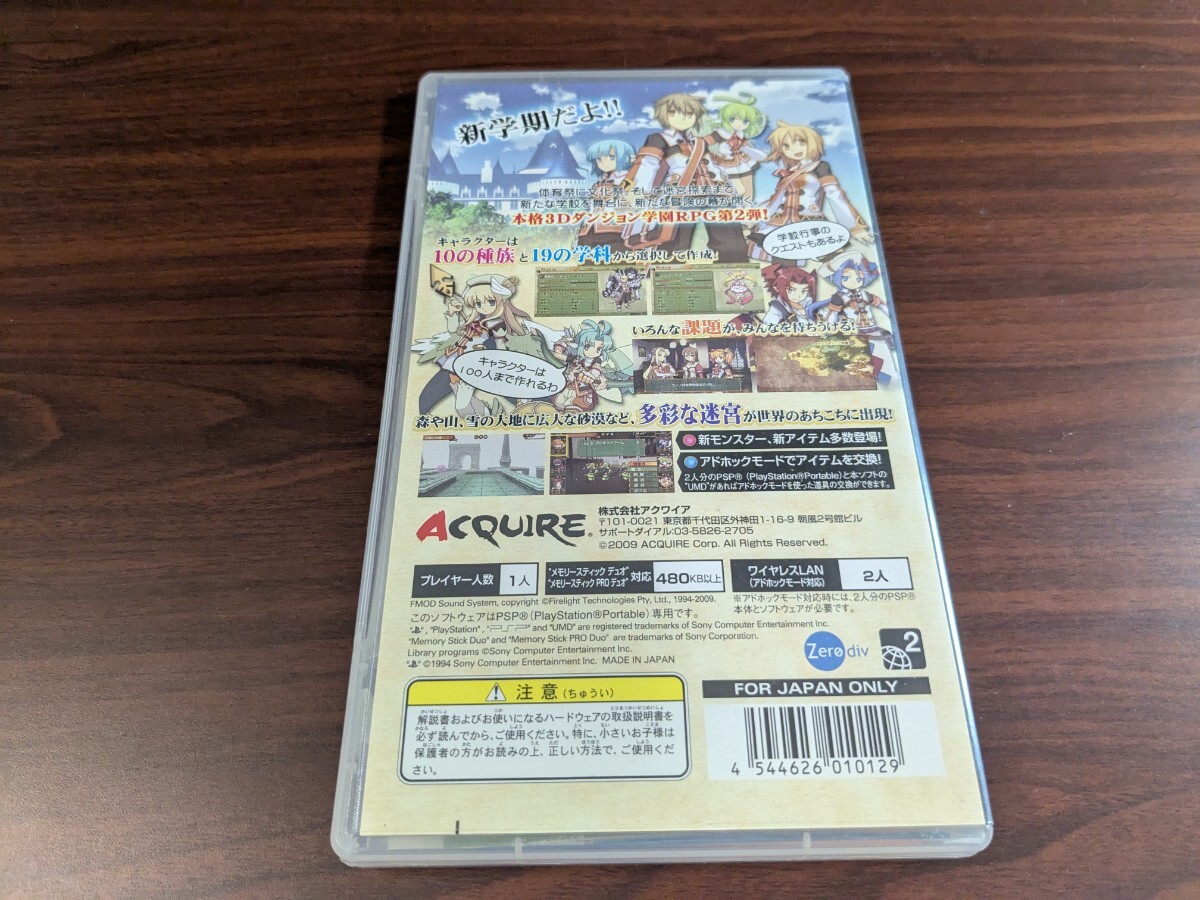 新学期だよ!!
体育祭に文化祭、そして迷宮探索まで。
新たな学校を舞台に、新たな冒険の幕が開く。
本格3Dダンジョン学園RPG第2弾!
学校行事の
クエストもあるよ
キャラクターは
10の種族と19の学科から選択して作成!
いろんな課題が、みんなを待ちうける!
キャラクターは
100人まで作れるわ
森や山、雪の大地に広大な砂漠など、多彩な迷宮が世界のあちこちに出現!
新モンスター、新アイテム多数登場!
アドホックモードでアイテムを交換!
2人分のPSP®(PlayStation®Portable)と本ソフトの
"UMD"があればアドホックモードを使った道具の交換ができます。
ACQUIRE®
株式会社アクワイア
〒101-0021 東京都千代田区外神田1-16-9 朝風2号館ビル
サポートダイアル:03-5826-2705
©2009 ACQUIRE Corp. All Rights Reserved.
プレイヤー人数 1人
"メモリースティック デュオ"
"メモリースティック PRO デュオ" 対応 480KB以上
ワイヤレスLAN
(アドホックモード対応) 2人
※アドホックモード対応時には、2人分のPSP®
本体とソフトウェアが必要です。
FMOD Sound System, copyright ©Firelight Technologies Pty, Ltd., 1994-2009.
このソフトウェアはPSP®(PlayStation®Portable)専用です。
", "PlayStation", "PSP" and "UMD" are registered trademarks of Sony Computer Entertainment Inc.
"Memory Stick Duo" and "Memory Stick PRO Duo" are trademarks of Sony Corporation.
Library programs ©Sony Computer Entertainment Inc.
"©1994 Sony Computer Entertainment Inc. MADE IN JAPAN
Zero div
2
注意(ちゅうい)
解説書およびお使いになるハードウェアの取扱説明書を
必ず読んでから、ご使用ください。特に、小さいお子様は
保護者の方がお読みの上、正しい方法で、ご使用くだ
さい。
FOR JAPAN ONLY
4 544626 010129